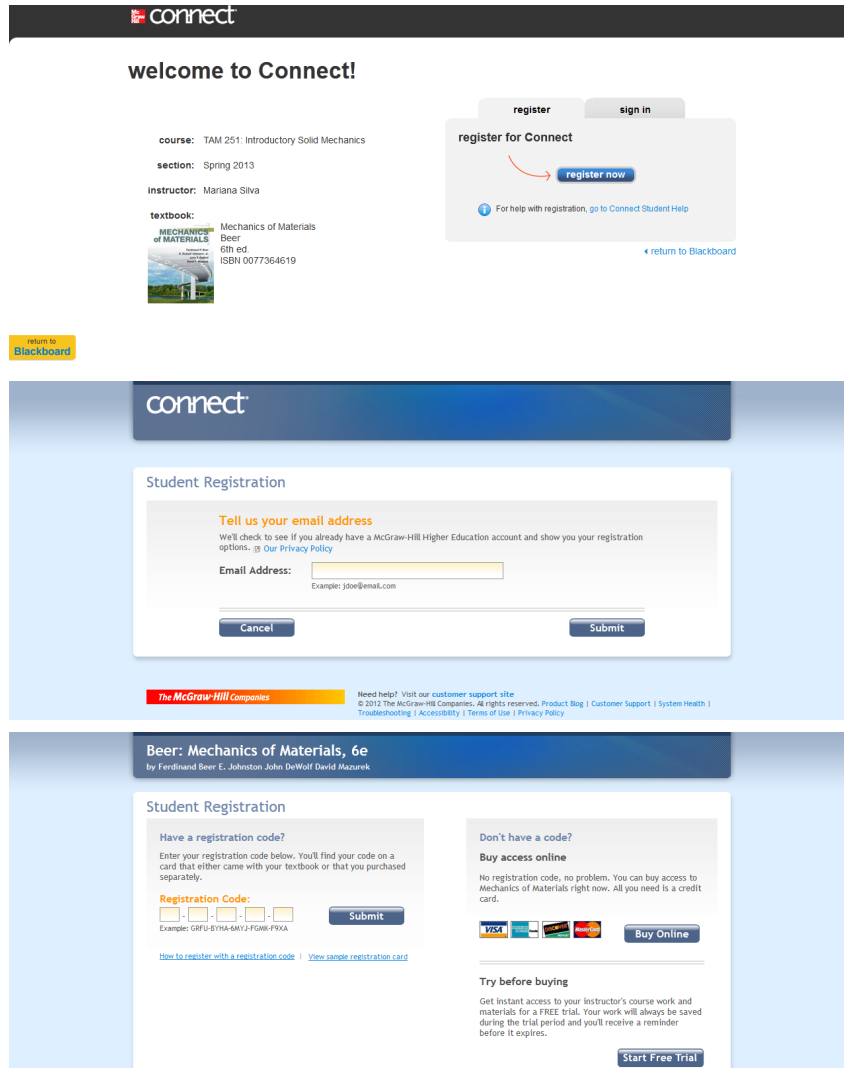 Mc Graw Hill connect
welcome to Connect!
register
sign in
course: TAM 251: Introductory Solid Mechanics
section: Spring 2013
instructor: Mariana Silva
textbook:
MECHANICS
of MATERIALS
Mechanics of Materials
Beer
6th ed.
ISBN 0077364619
register for Connect
register now
For help with registration, go to Connect Student Help
return to Blackboard
return to
Blackboard
connect
Student Registration
Tell us your email address
We'll check to see if you already have a McGraw-Hill Higher Education account and show you your registration
options. Our Privacy Policy
Email Address:
Example: jdoe@email.com
Cancel
Submit
The McGraw-Hill Companies
Need help? Visit our customer support site
© 2012 The McGraw-Hill Companies. All rights reserved. Product Blog | Customer Support | System Health |
Troubleshooting | Accessibility | Terms of Use | Privacy Policy
Beer: Mechanics of Materials, 6e
by Ferdinand Beer E. Johnston John DeWolf David Mazurek
Student Registration
Have a registration code?
Enter your registration code below. You'll find your code on a
card that either came with your textbook or that you purchased
separately.
Registration Code:
- - - -
Submit
Example: GRFU-BYHA-6MYJ-FGMK-F9XA
How to register with a registration code | View sample registration card
Don't have a code?
Buy access online
No registration code, no problem. You can buy access to
Mechanics of Materials right now. All you need is a credit
card.
VISA
DISCOVER
MasterCard
Buy Online
Try before buying
Get instant access to your instructor's course work and
materials for a FREE trial. Your work will always be saved
during the trial period and you'll receive a reminder
before it expires.
Start Free Trial